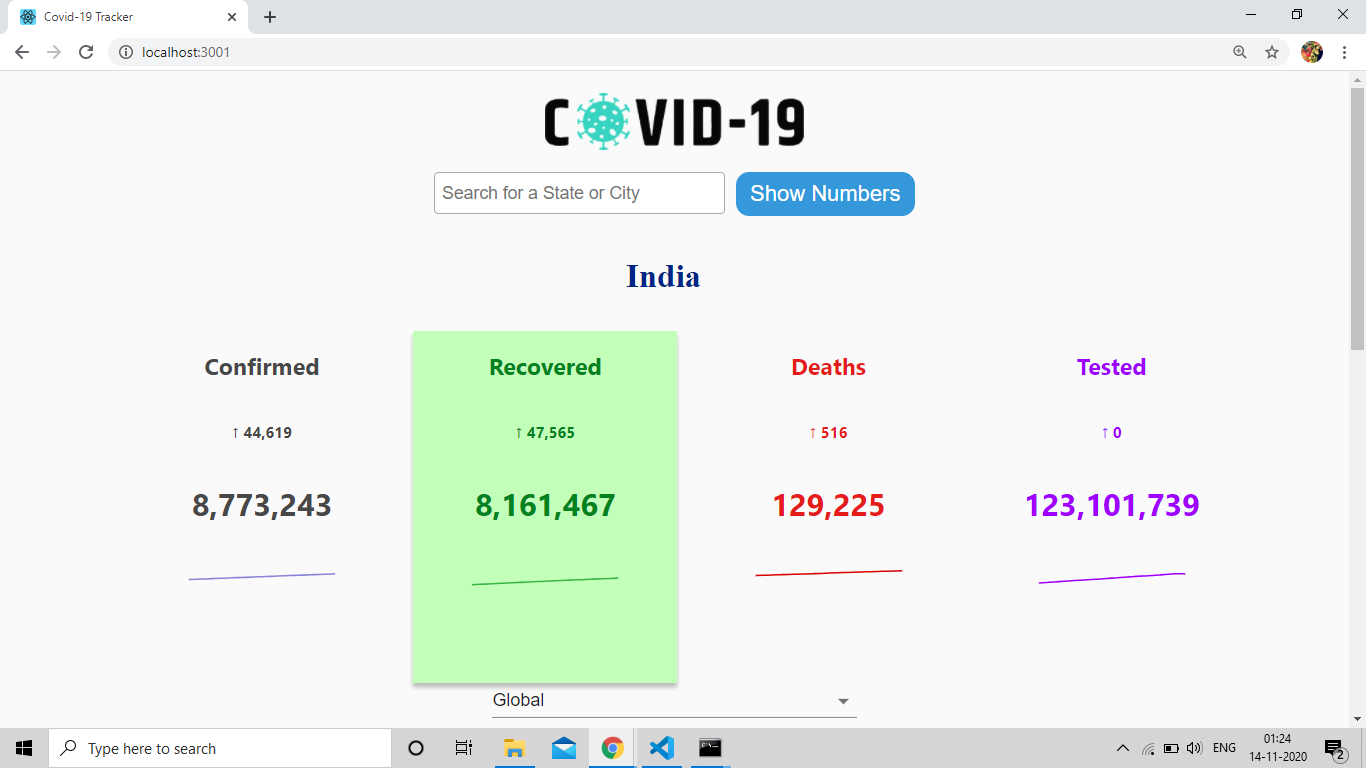 Covid-19 Tracker
localhost:3001
COVID-19
Search for a State or City
Show Numbers
India
Confirmed
Recovered
Deaths
Tested
↑ 44,619
↑ 47,565
↑ 516
↑ 0
8,773,243
8,161,467
129,225
123,101,739
Global
Type here to search
ENG
01:24
14-11-2020
2